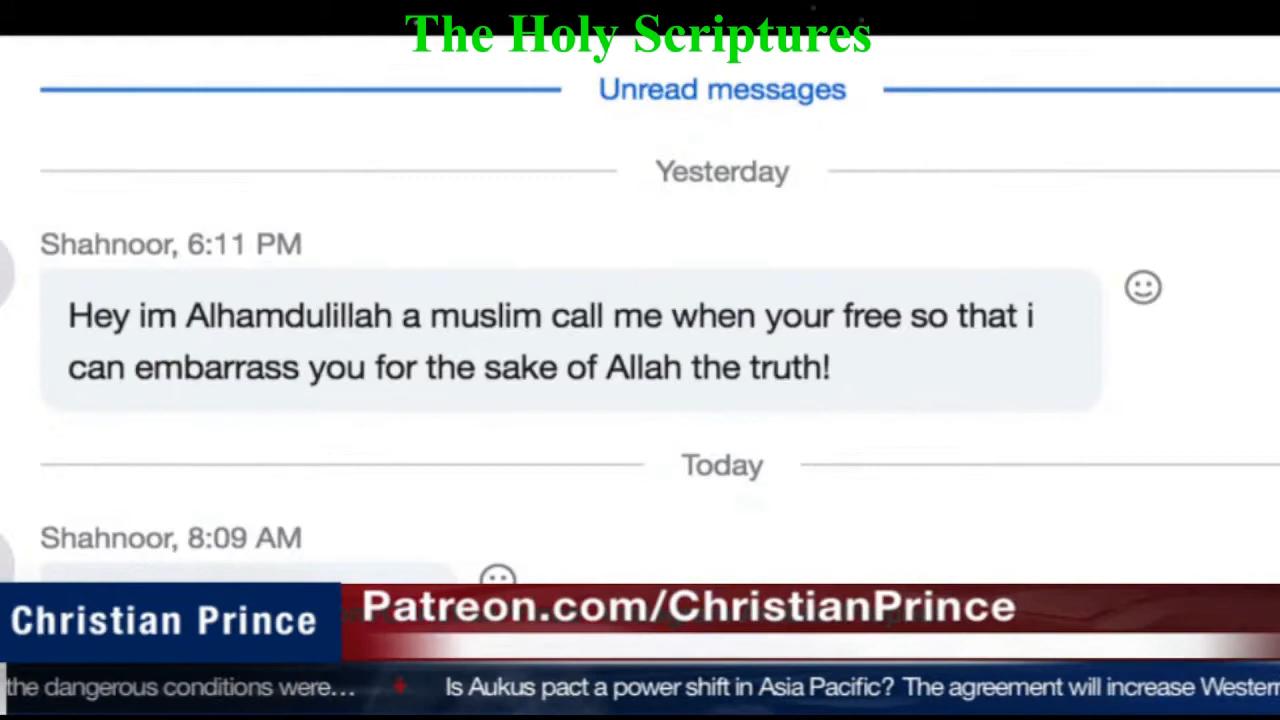 The Holy Scriptures
Unread messages
Yesterday
Shahnoor, 6:11 PM
Hey im Alhamdulillah a muslim call me when your free so that i
can embarrass you for the sake of Allah the truth!
Today
Shahnoor, 8:09 AM
Christian Prince
Patreon.com/ChristianPrince
the dangerous conditions were... Is Aukus pact a power shift in Asia Pacific? The agreement will increase Western